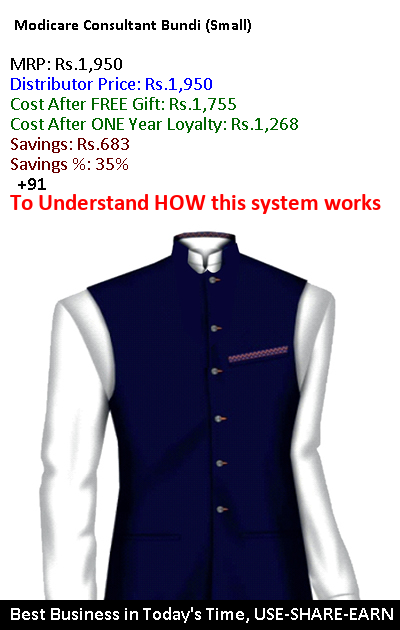 Modicare Consultant Bundi (Small)
MRP: Rs.1,950
Distributor Price: Rs.1,950
Cost After FREE Gift: Rs.1,755
Cost After ONE Year Loyalty: Rs.1,268
Savings: Rs.683
Savings %: 35%
+91
To Understand HOW this system works
Best Business in Today's Time, USE-SHARE-EARN